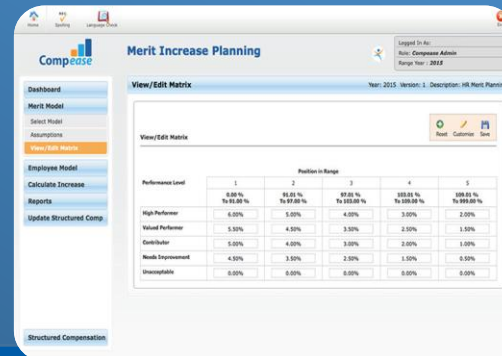 Home Spelling Language Check
Compease
Merit Increase Planning
Logged In As:
Role: Compease Admin
Range Year : 2015
Dashboard
Merit Model
Select Model
Assumptions
View/Edit Matrix
Employee Model
Calculate Increase
Reports
Update Structured Comp
Structured Compensation
View/Edit Matrix
Year: 2015 Version: 1 Description: HR Merit Plannin
View/Edit Matrix
Reset Customize Save
Position in Range
Performance Level 1 2 3 4 5
0.00 % 91.01 % 97.01 % 103.01 % 109.01 %
To 91.00 % To 97.00 % To 103.00 % To 109.00 % To 999.00 %
High Performer 6.00% 5.00% 4.00% 3.00% 2.00%
Valued Performer 5.50% 4.50% 3.50% 2.50% 1.50%
Contributor 5.00% 4.00% 3.00% 2.00% 1.00%
Needs Improvement 4.50% 3.50% 2.50% 1.50% 0.50%
Unacceptable 0.00% 0.00% 0.00% 0.00% 0.00%